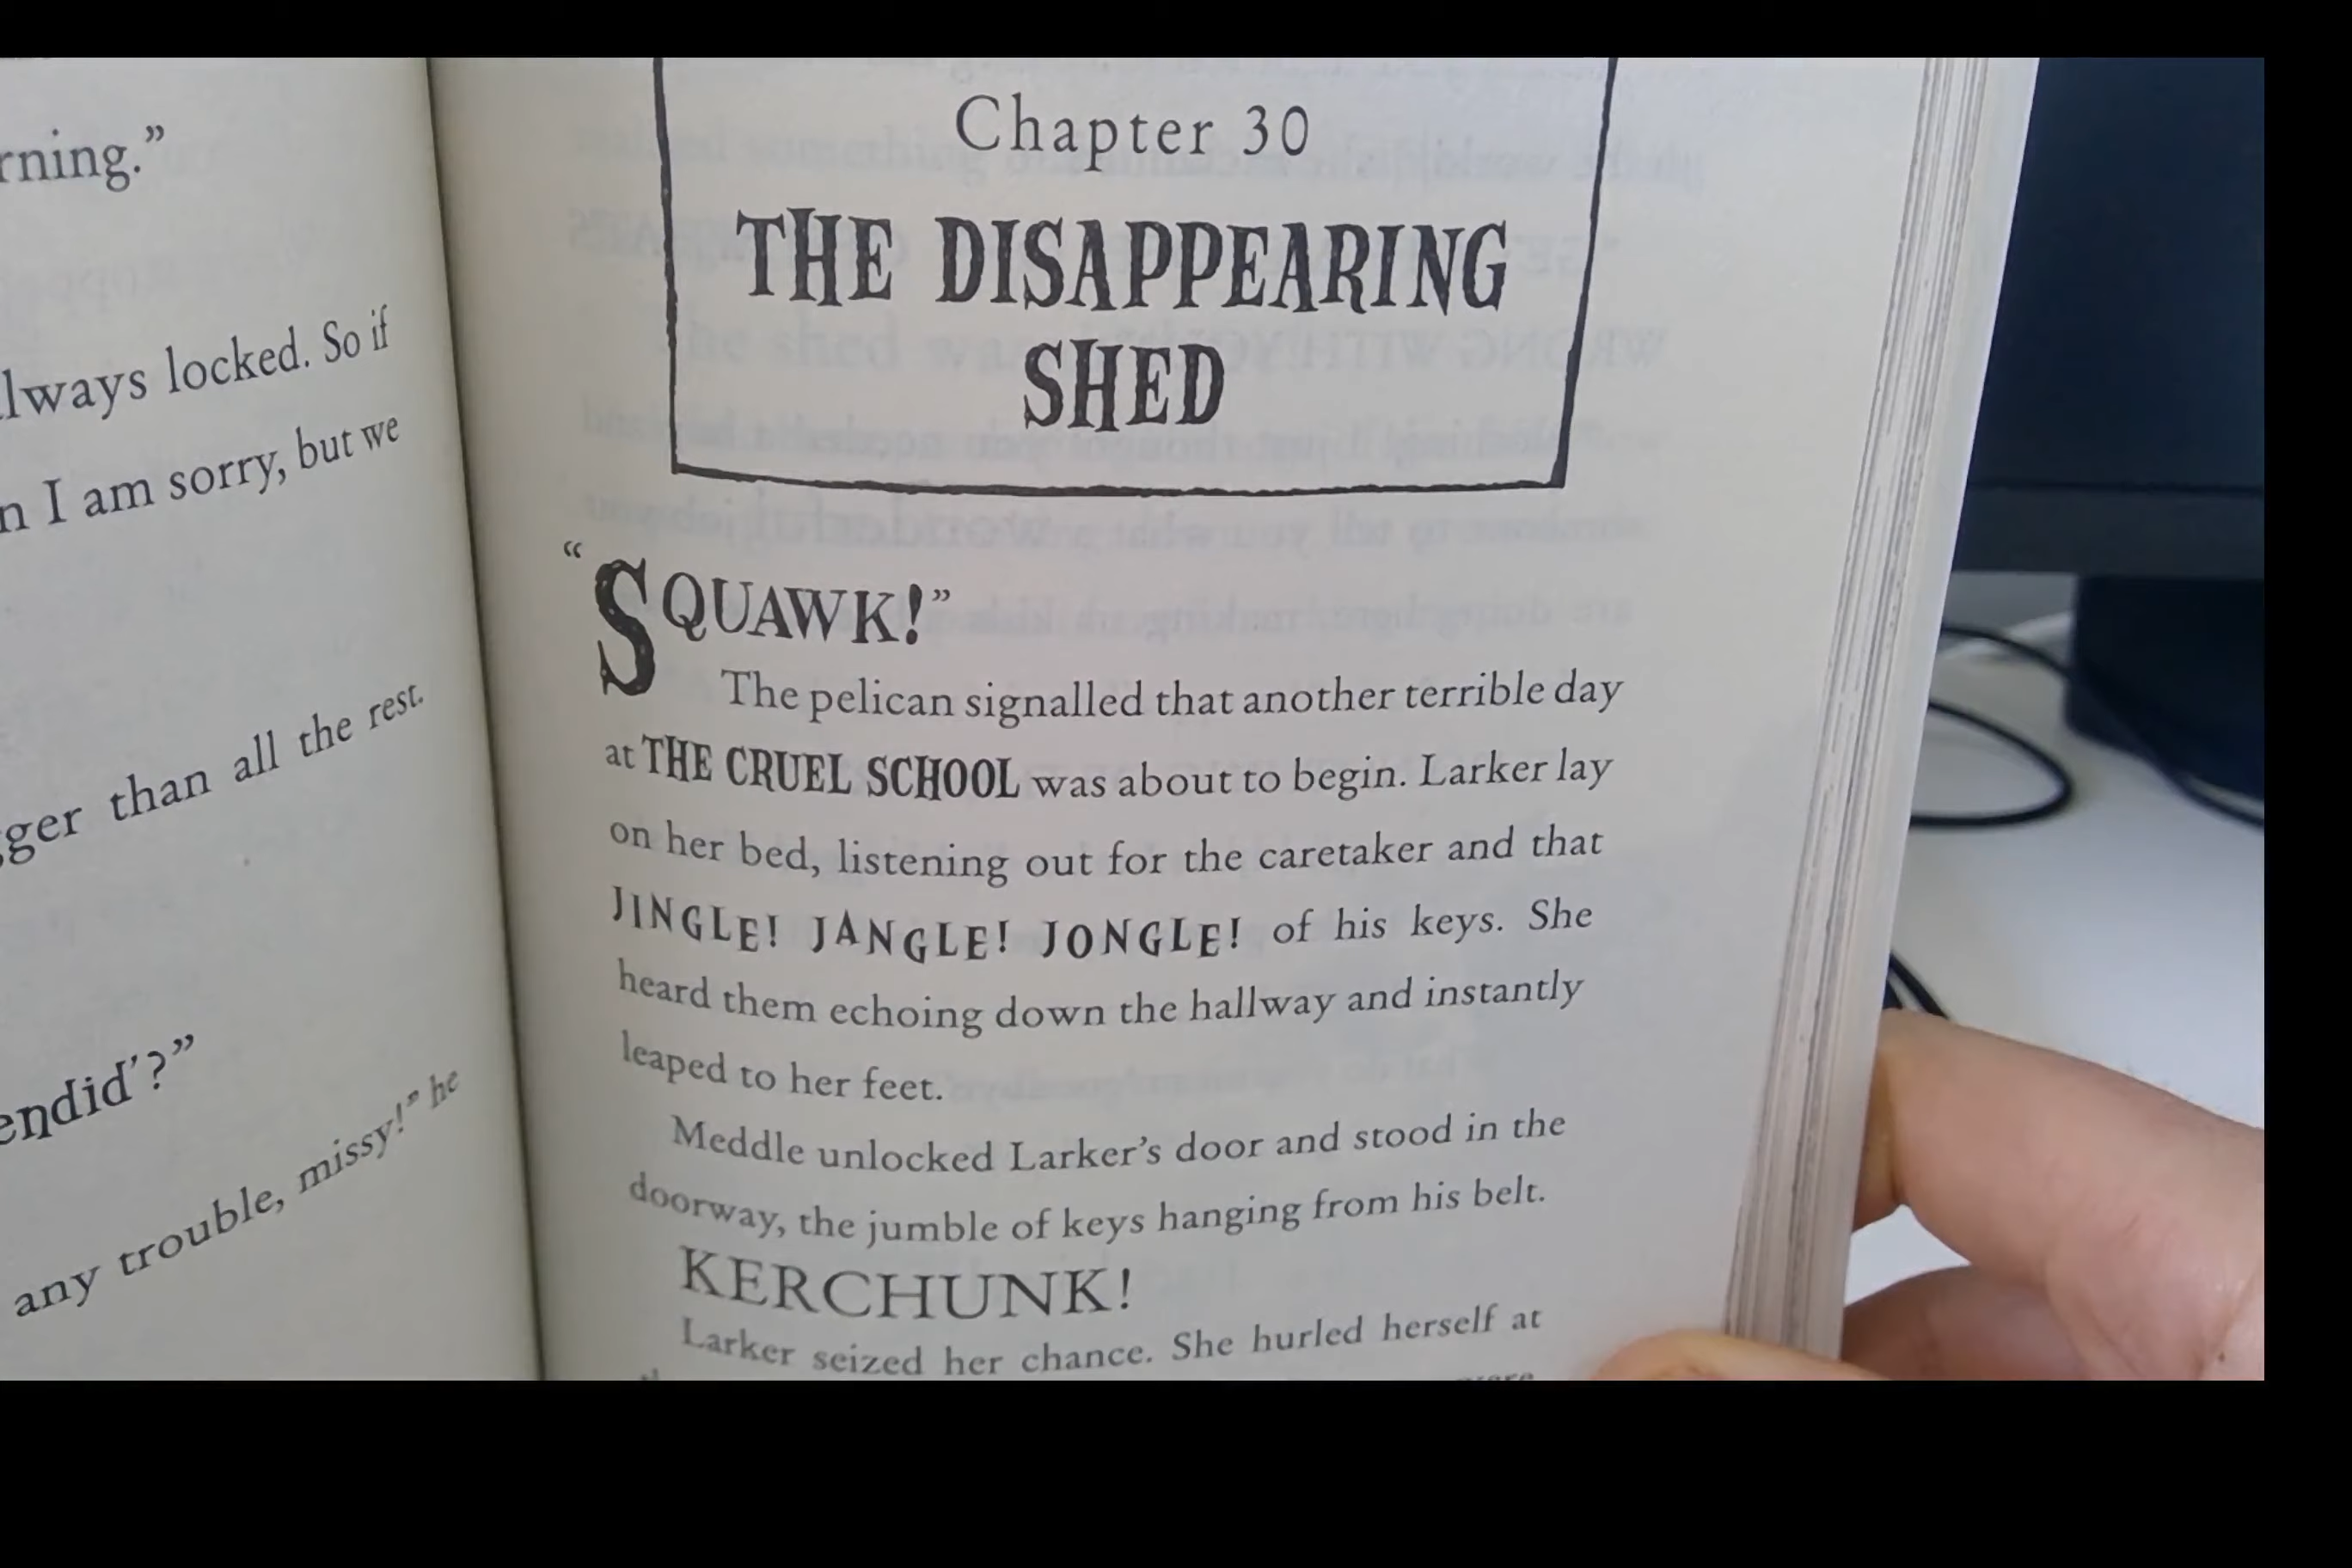 rning.”
lways locked. So if
n I am sorry, but we
ger than all the rest.
endid’?”
any trouble, missy!” he
Chapter 30
THE DISAPPEARING
SHED
“SQUAWK!”
The pelican signalled that another terrible day
at THE CRUEL SCHOOL was about to begin. Larker lay
on her bed, listening out for the caretaker and that
JINGLE! JANGLE! JONGLE! of his keys. She
heard them echoing down the hallway and instantly
leaped to her feet.
Meddle unlocked Larker’s door and stood in the
doorway, the jumble of keys hanging from his belt.
KERCHUNK!
Larker seized her chance. She hurled herself at